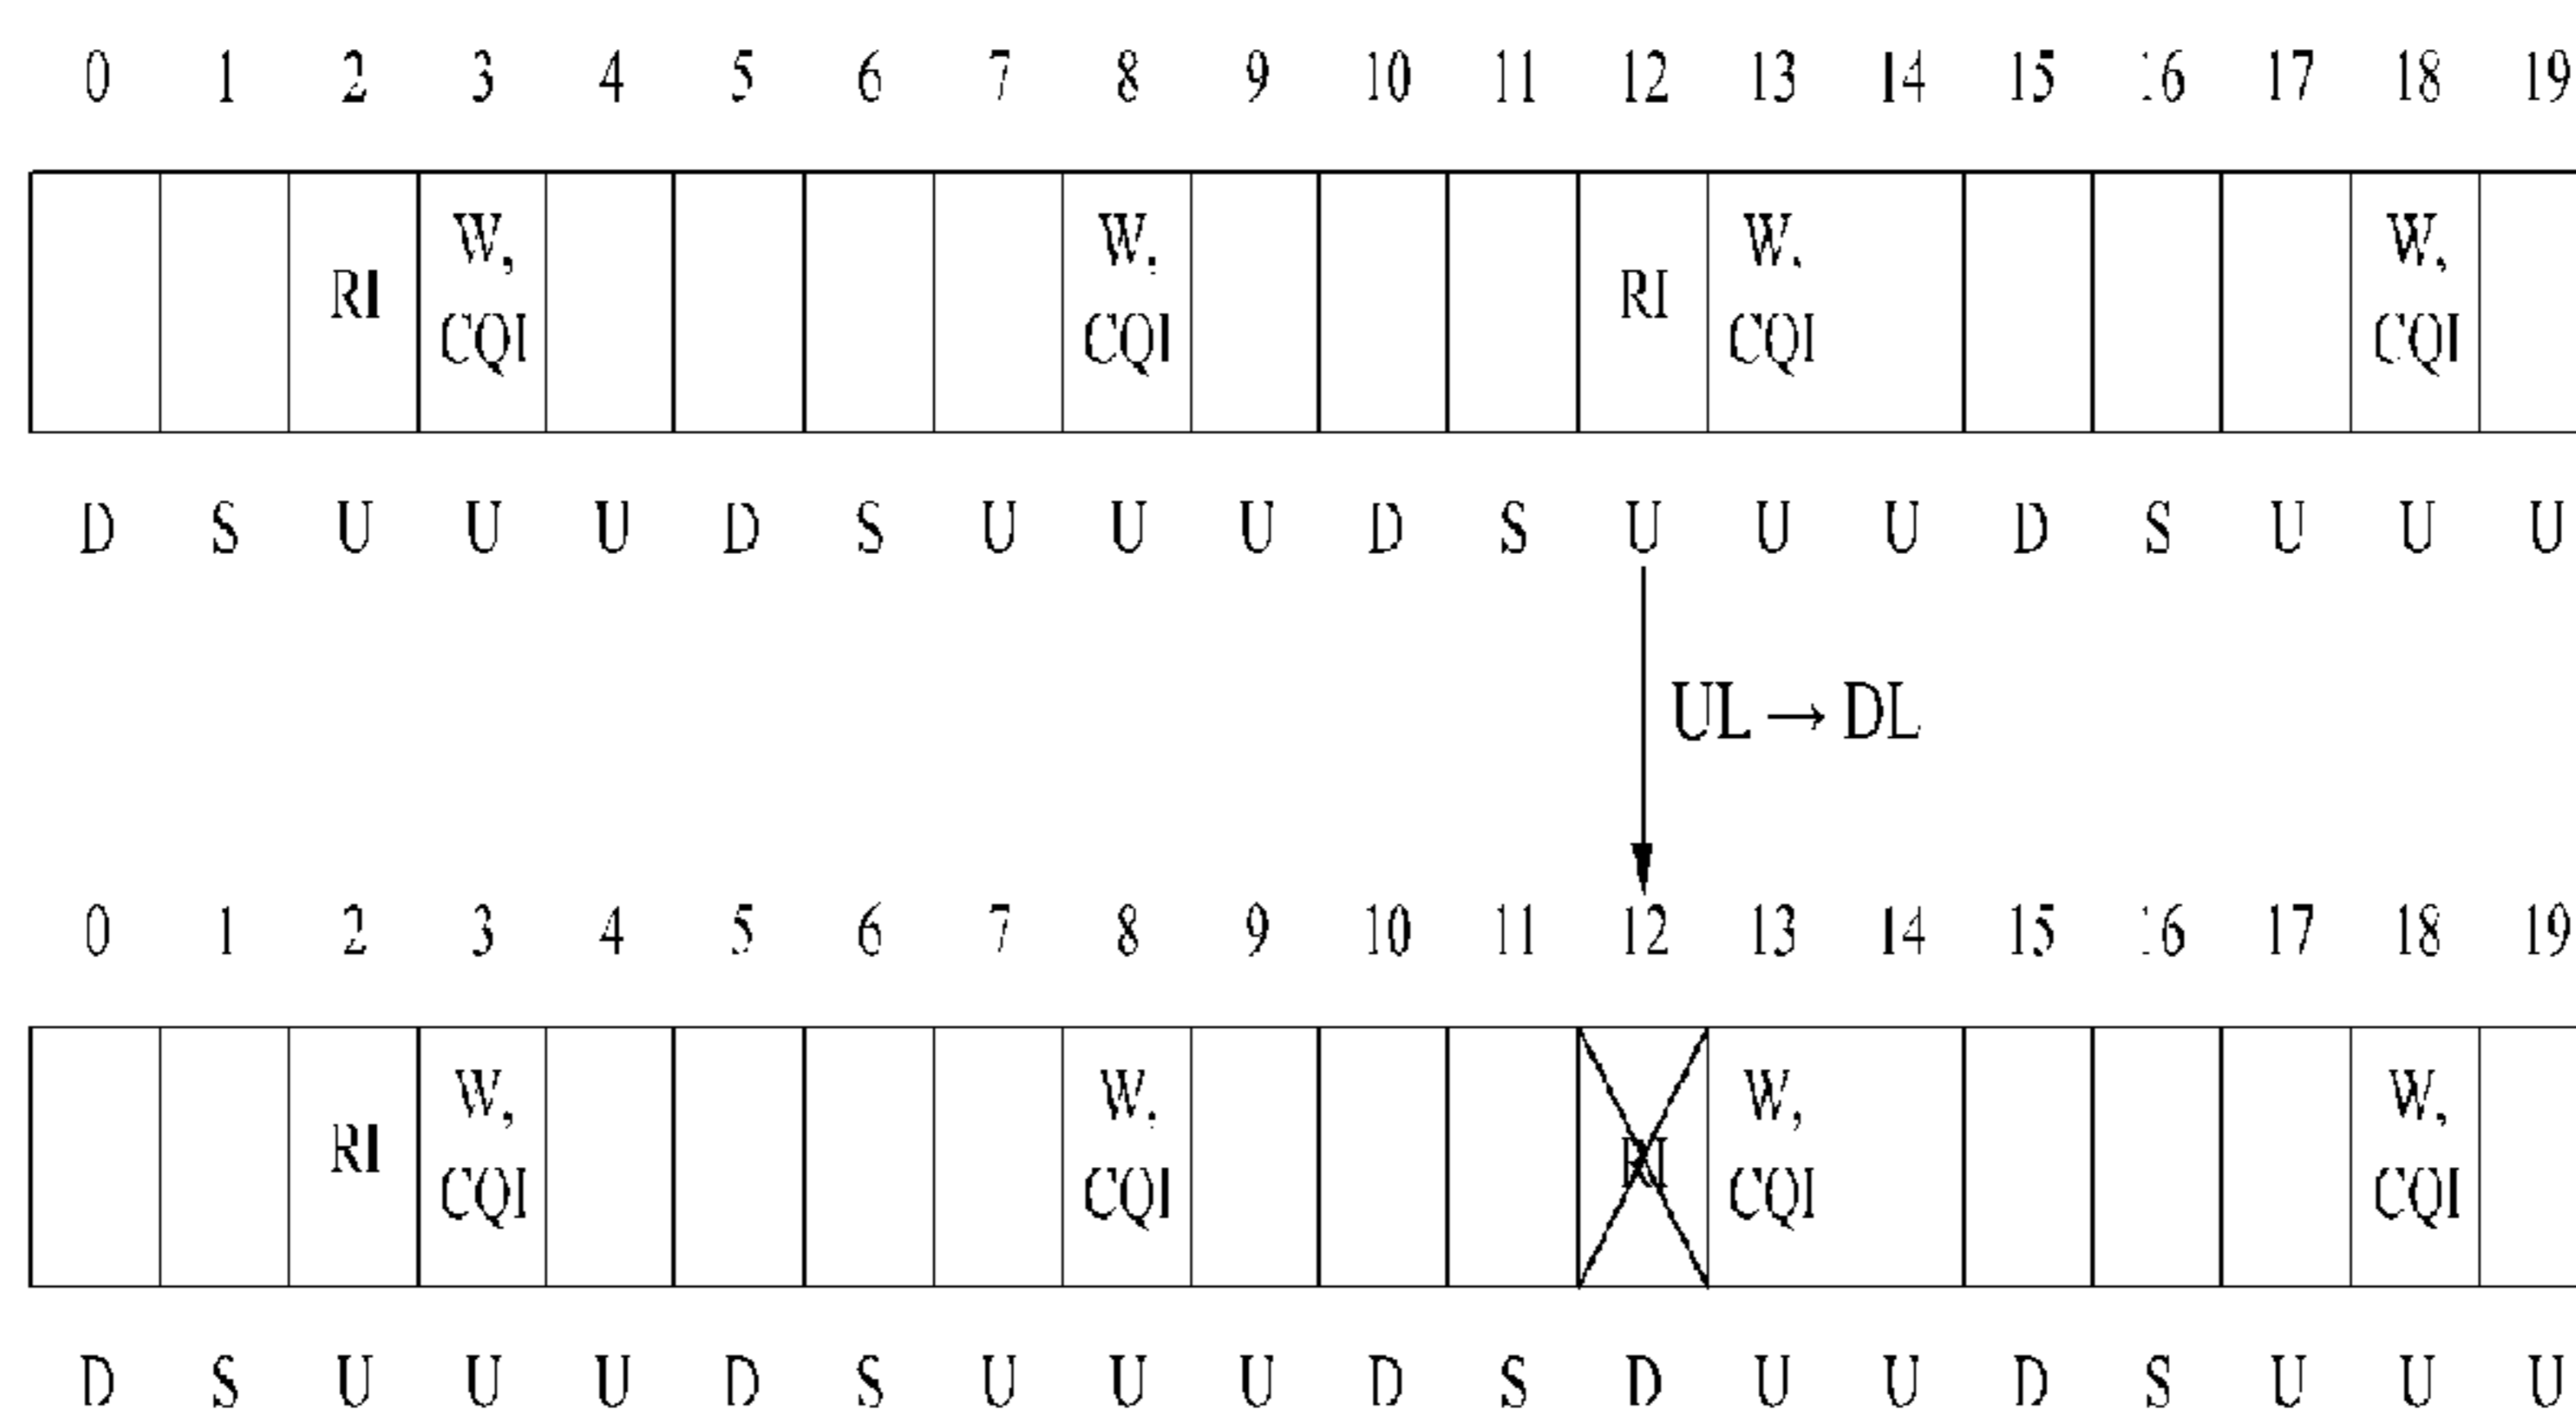 0 1 2 3 4 5 6 7 8 9 10 11 12 13 14 15 16 17 18 19
W, W, W, W,
RI RI
CQI CQI CQI CQI
D S U U U D S U U U D S U U U D S U U U
UL → DL
0 1 2 3 4 5 6 7 8 9 10 11 12 13 14 15 16 17 18 19
W, W, W, W,
RI RI
CQI CQI CQI CQI
D S U U U D S U U U D S D U U D S U U U